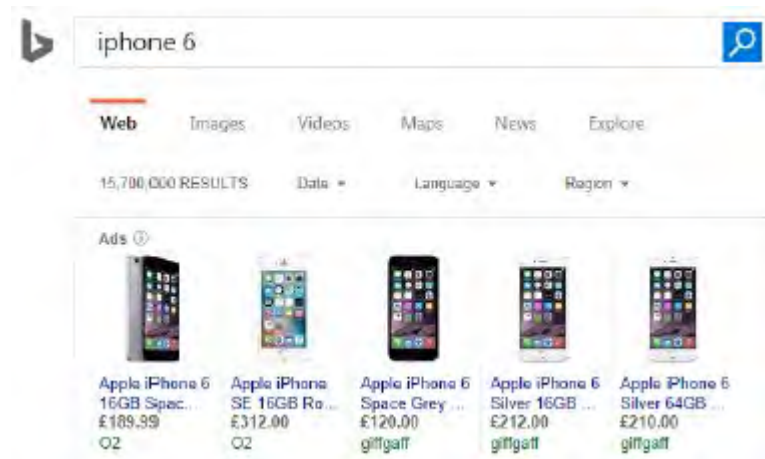 iphone 6
Web Images Videos Maps News Explore
15,700,000 RESULTS Date Language Region
Ads
Apple iPhone 6 16GB Spac...
£189.99
O2
Apple iPhone SE 16GB Ro...
£312.00
O2
Apple iPhone 6 Space Grey ...
£120.00
giffgaff
Apple iPhone 6 Silver 16GB ...
£212.00
giffgaff
Apple iPhone 6 Silver 64GB ...
£210.00
giffgaff